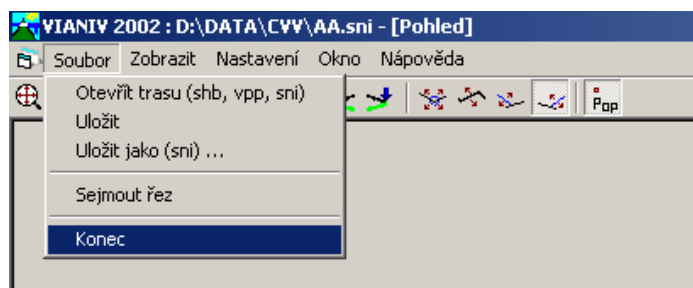 VIANIV 2002 : D:\DATA\CVV\AA.sni - [Pohled]
Soubor Zobrazit Nastavení Okno Nápověda
Pop
Otevřít trasu (shb, vpp, sni)
Uložit
Uložit jako (sni) ...
Sejmout řez
Konec